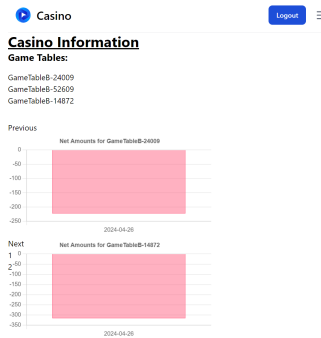 Casino
Logout
Casino Information
Game Tables:
GameTableB-24009
GameTableB-52609
GameTableB-14872
Previous
Net Amounts for GameTableB-24009
0
-50
-100
-150
-200
-250
2024-04-26
Next
1
2
Net Amounts for GameTableB-14872
0
-50
-100
-150
-200
-250
-300
-350
2024-04-26